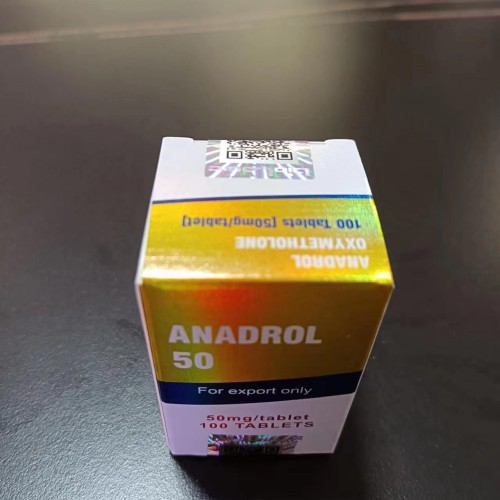 100 Tablets [50mg/tablet]
OXYMETHOLONE
ANADROL
ANADROL
50
For export only
50mg/tablet
100 TABLETS